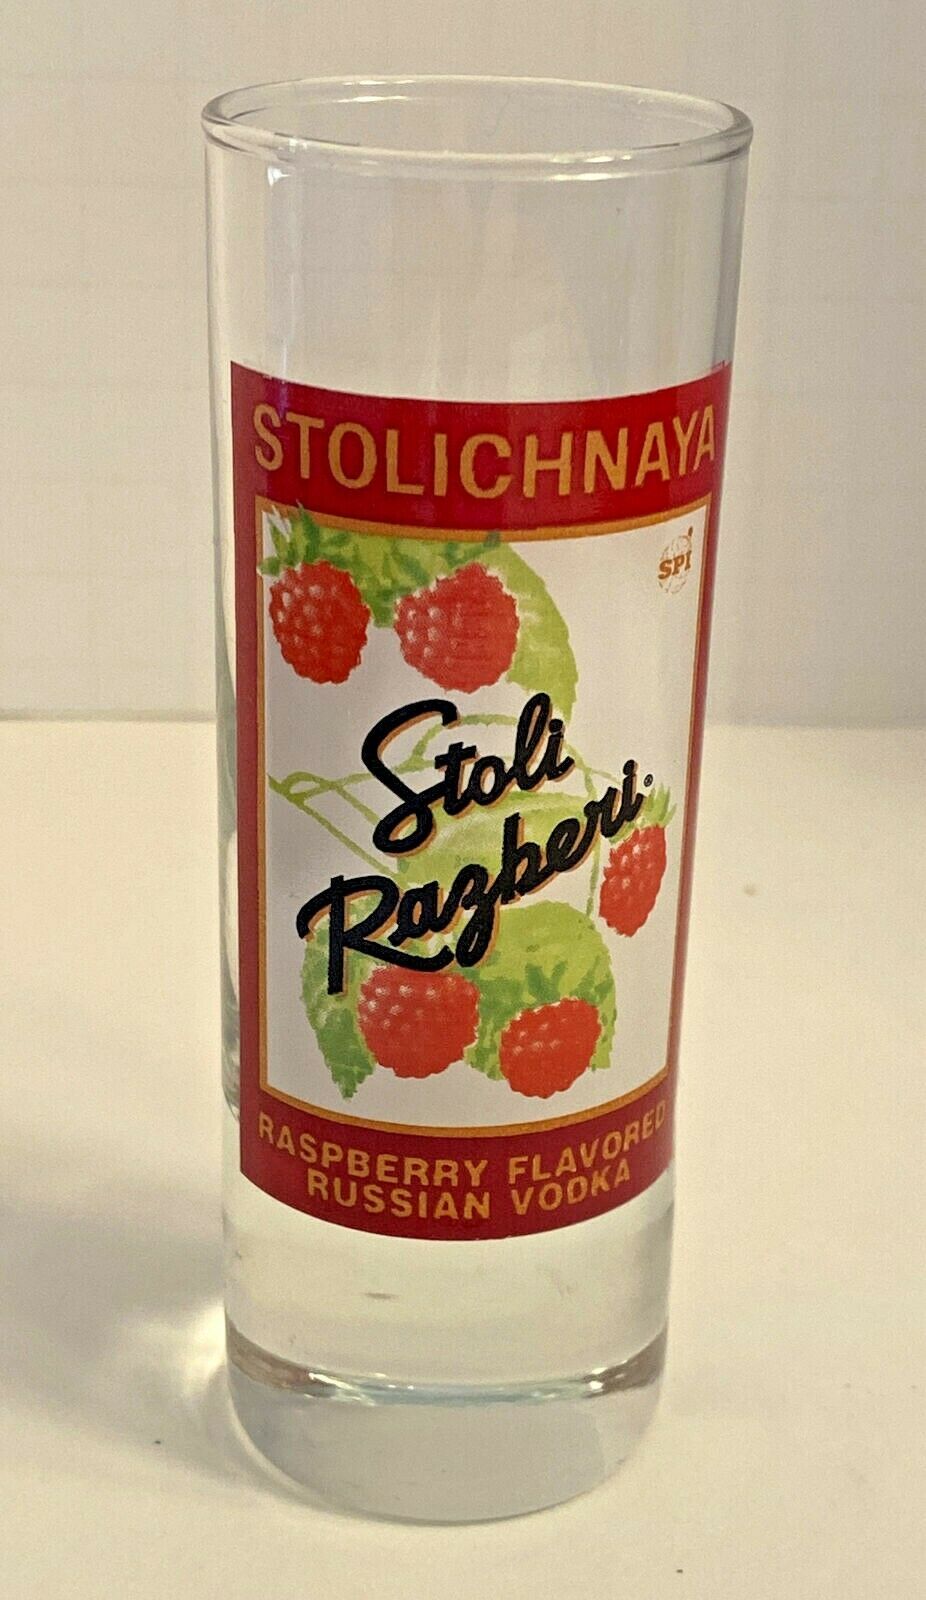 STOLICHNAYA
SPI
Stoli
Razberi®
RASPBERRY FLAVORED
RUSSIAN VODKA